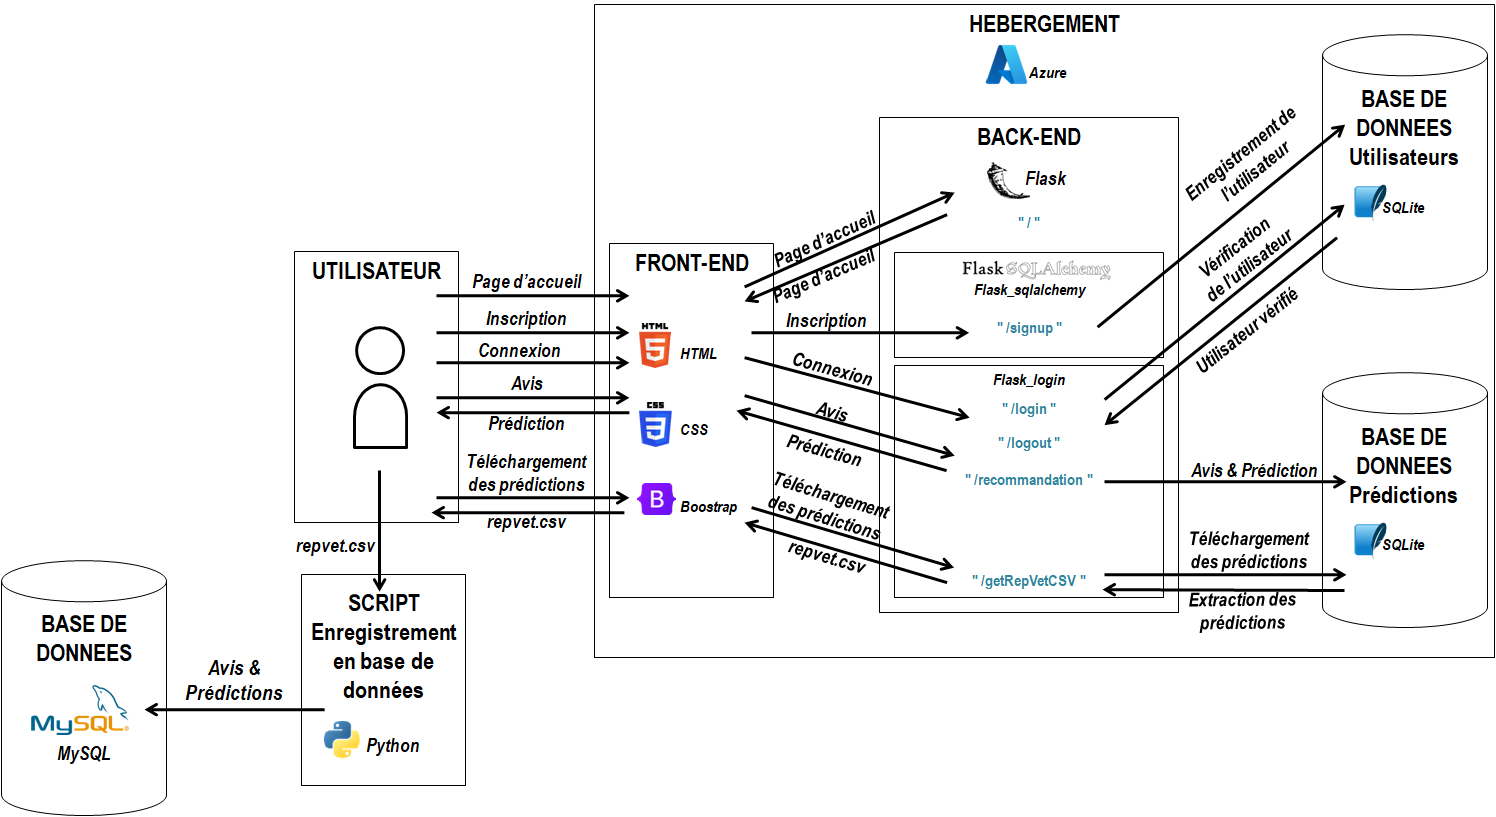 HEBERGEMENT
Azure
BASE DE
DONNEES
Utilisateurs
SQLite
BACK-END
Flask
" / "
Enregistrement de
l'utilisateur
Page d'accueil
Page d'accueil
UTILISATEUR
FRONT-END
Flask SQLAlchemy
Flask_sqlalchemy
" /signup "
Vérification
de l'utilisateur
Utilisateur vérifié
Page d'accueil
Inscription
Connexion
Avis
Prédiction
Téléchargement
des prédictions
repvet.csv
HTML
5
HTML
CSS
3
CSS
B
Boostrap
Inscription
Connexion
Avis
Prédiction
Téléchargement
des prédictions
repvet.csv
Flask_login
" /login "
" /logout "
" /recommandation "
" /getRepVetCSV "
Avis & Prédiction
Téléchargement
des prédictions
Extraction des
prédictions
BASE DE
DONNEES
Prédictions
SQLite
repvet.csv
SCRIPT
Enregistrement
en base de
données
Python
Avis &
Prédictions
BASE DE
DONNEES
MySQL®
MySQL